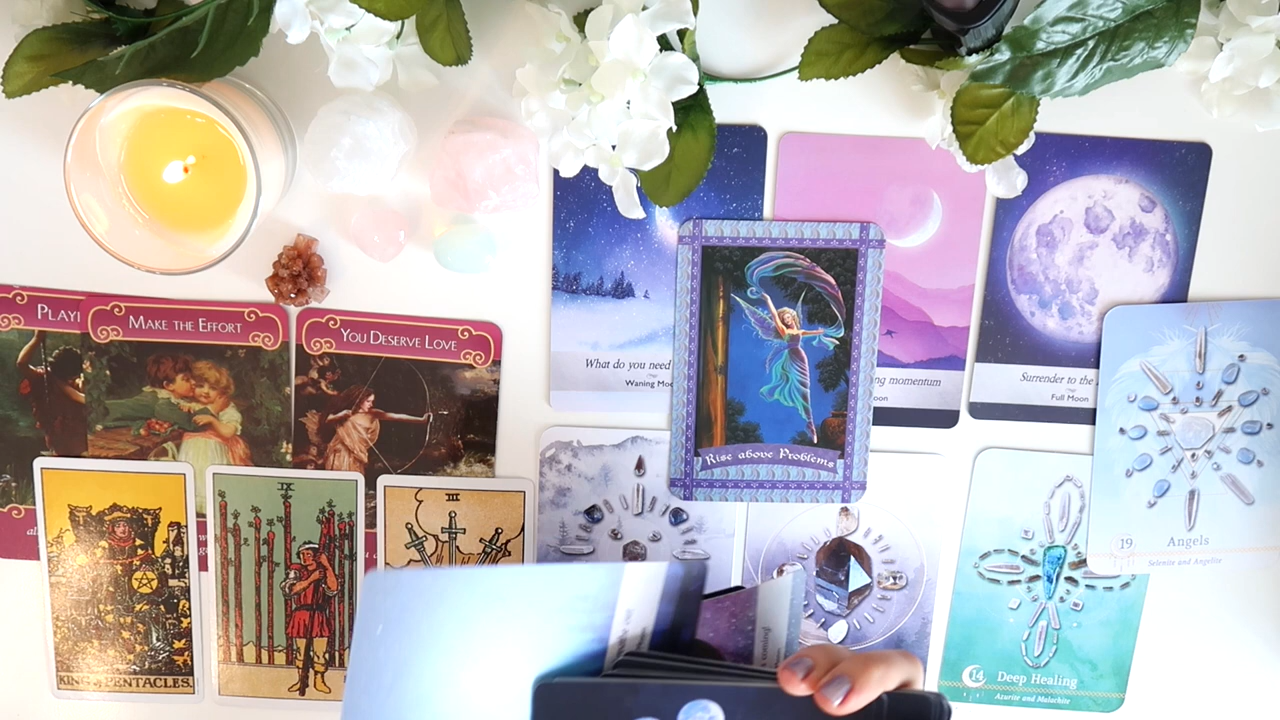 MAKE THE EFFORT
YOU DESERVE LOVE
What do you need
Waning
momentum
Surrender to the
Full Moon
Rise above Problems
19
Angels
Selenite and Angelite
KING of PENTACLES.
IX
III
14
Deep Healing
Azurite and Malachite